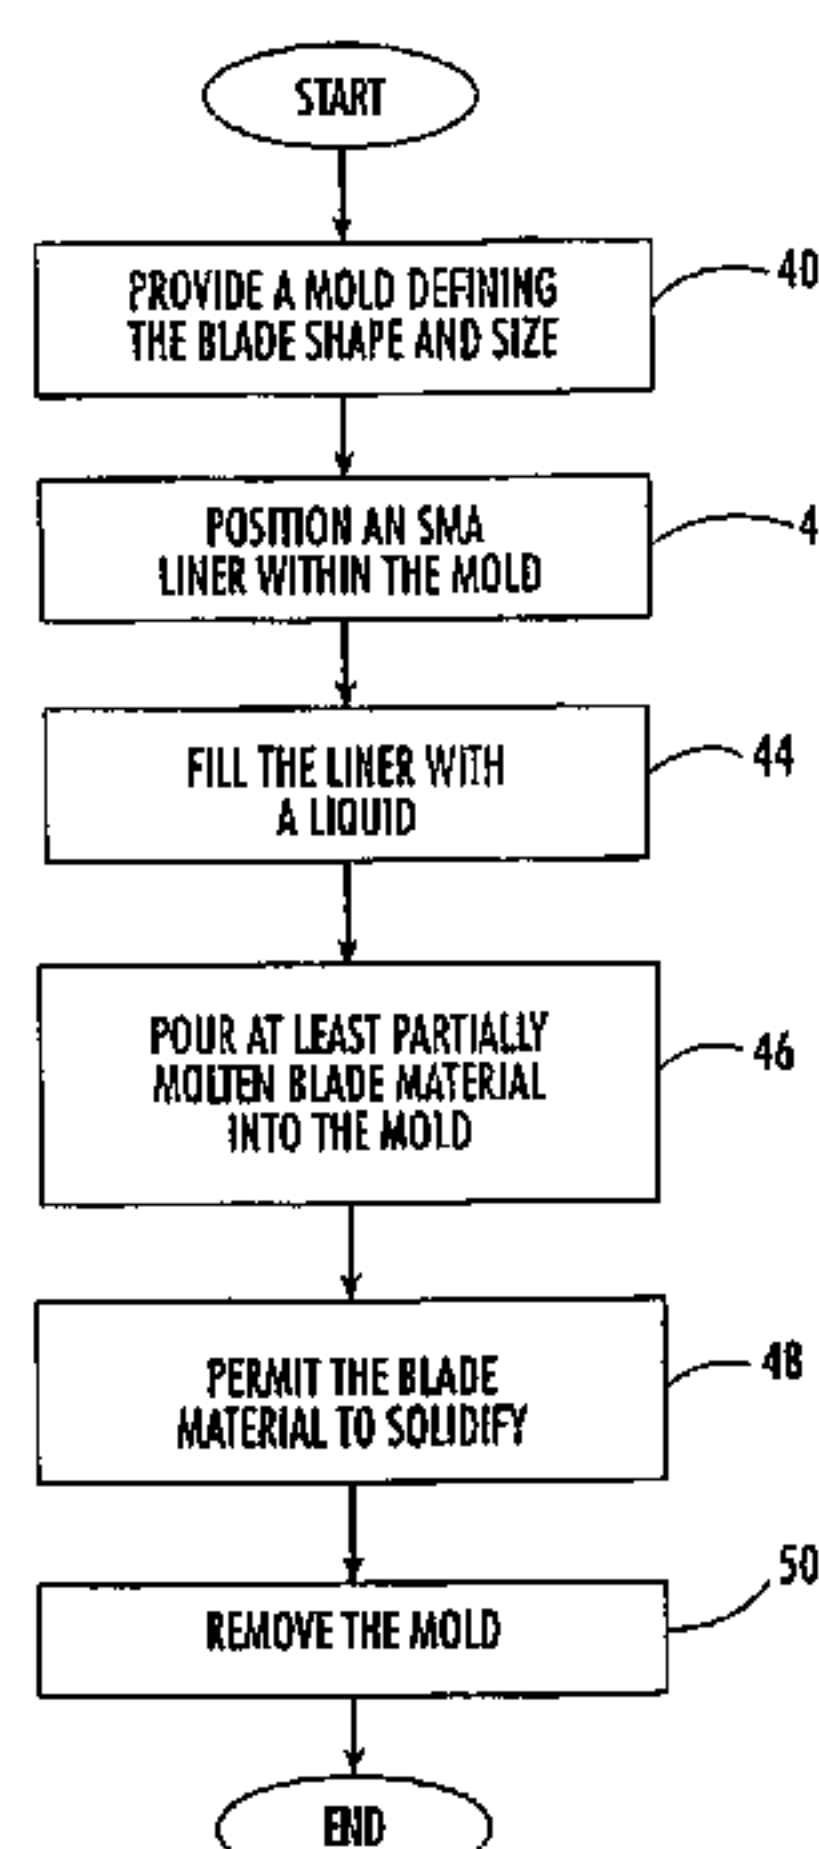 START
PROVIDE A MOLD DEFINING
THE BLADE SHAPE AND SIZE
40
POSITION AN SMA
LINER WITHIN THE MOLD
4
FILL THE LINER WITH
A LIQUID
44
POUR AT LEAST PARTIALLY
MOLTEN BLADE MATERIAL
INTO THE MOLD
46
PERMIT THE BLADE
MATERIAL TO SOLIDIFY
48
REMOVE THE MOLD
50
END